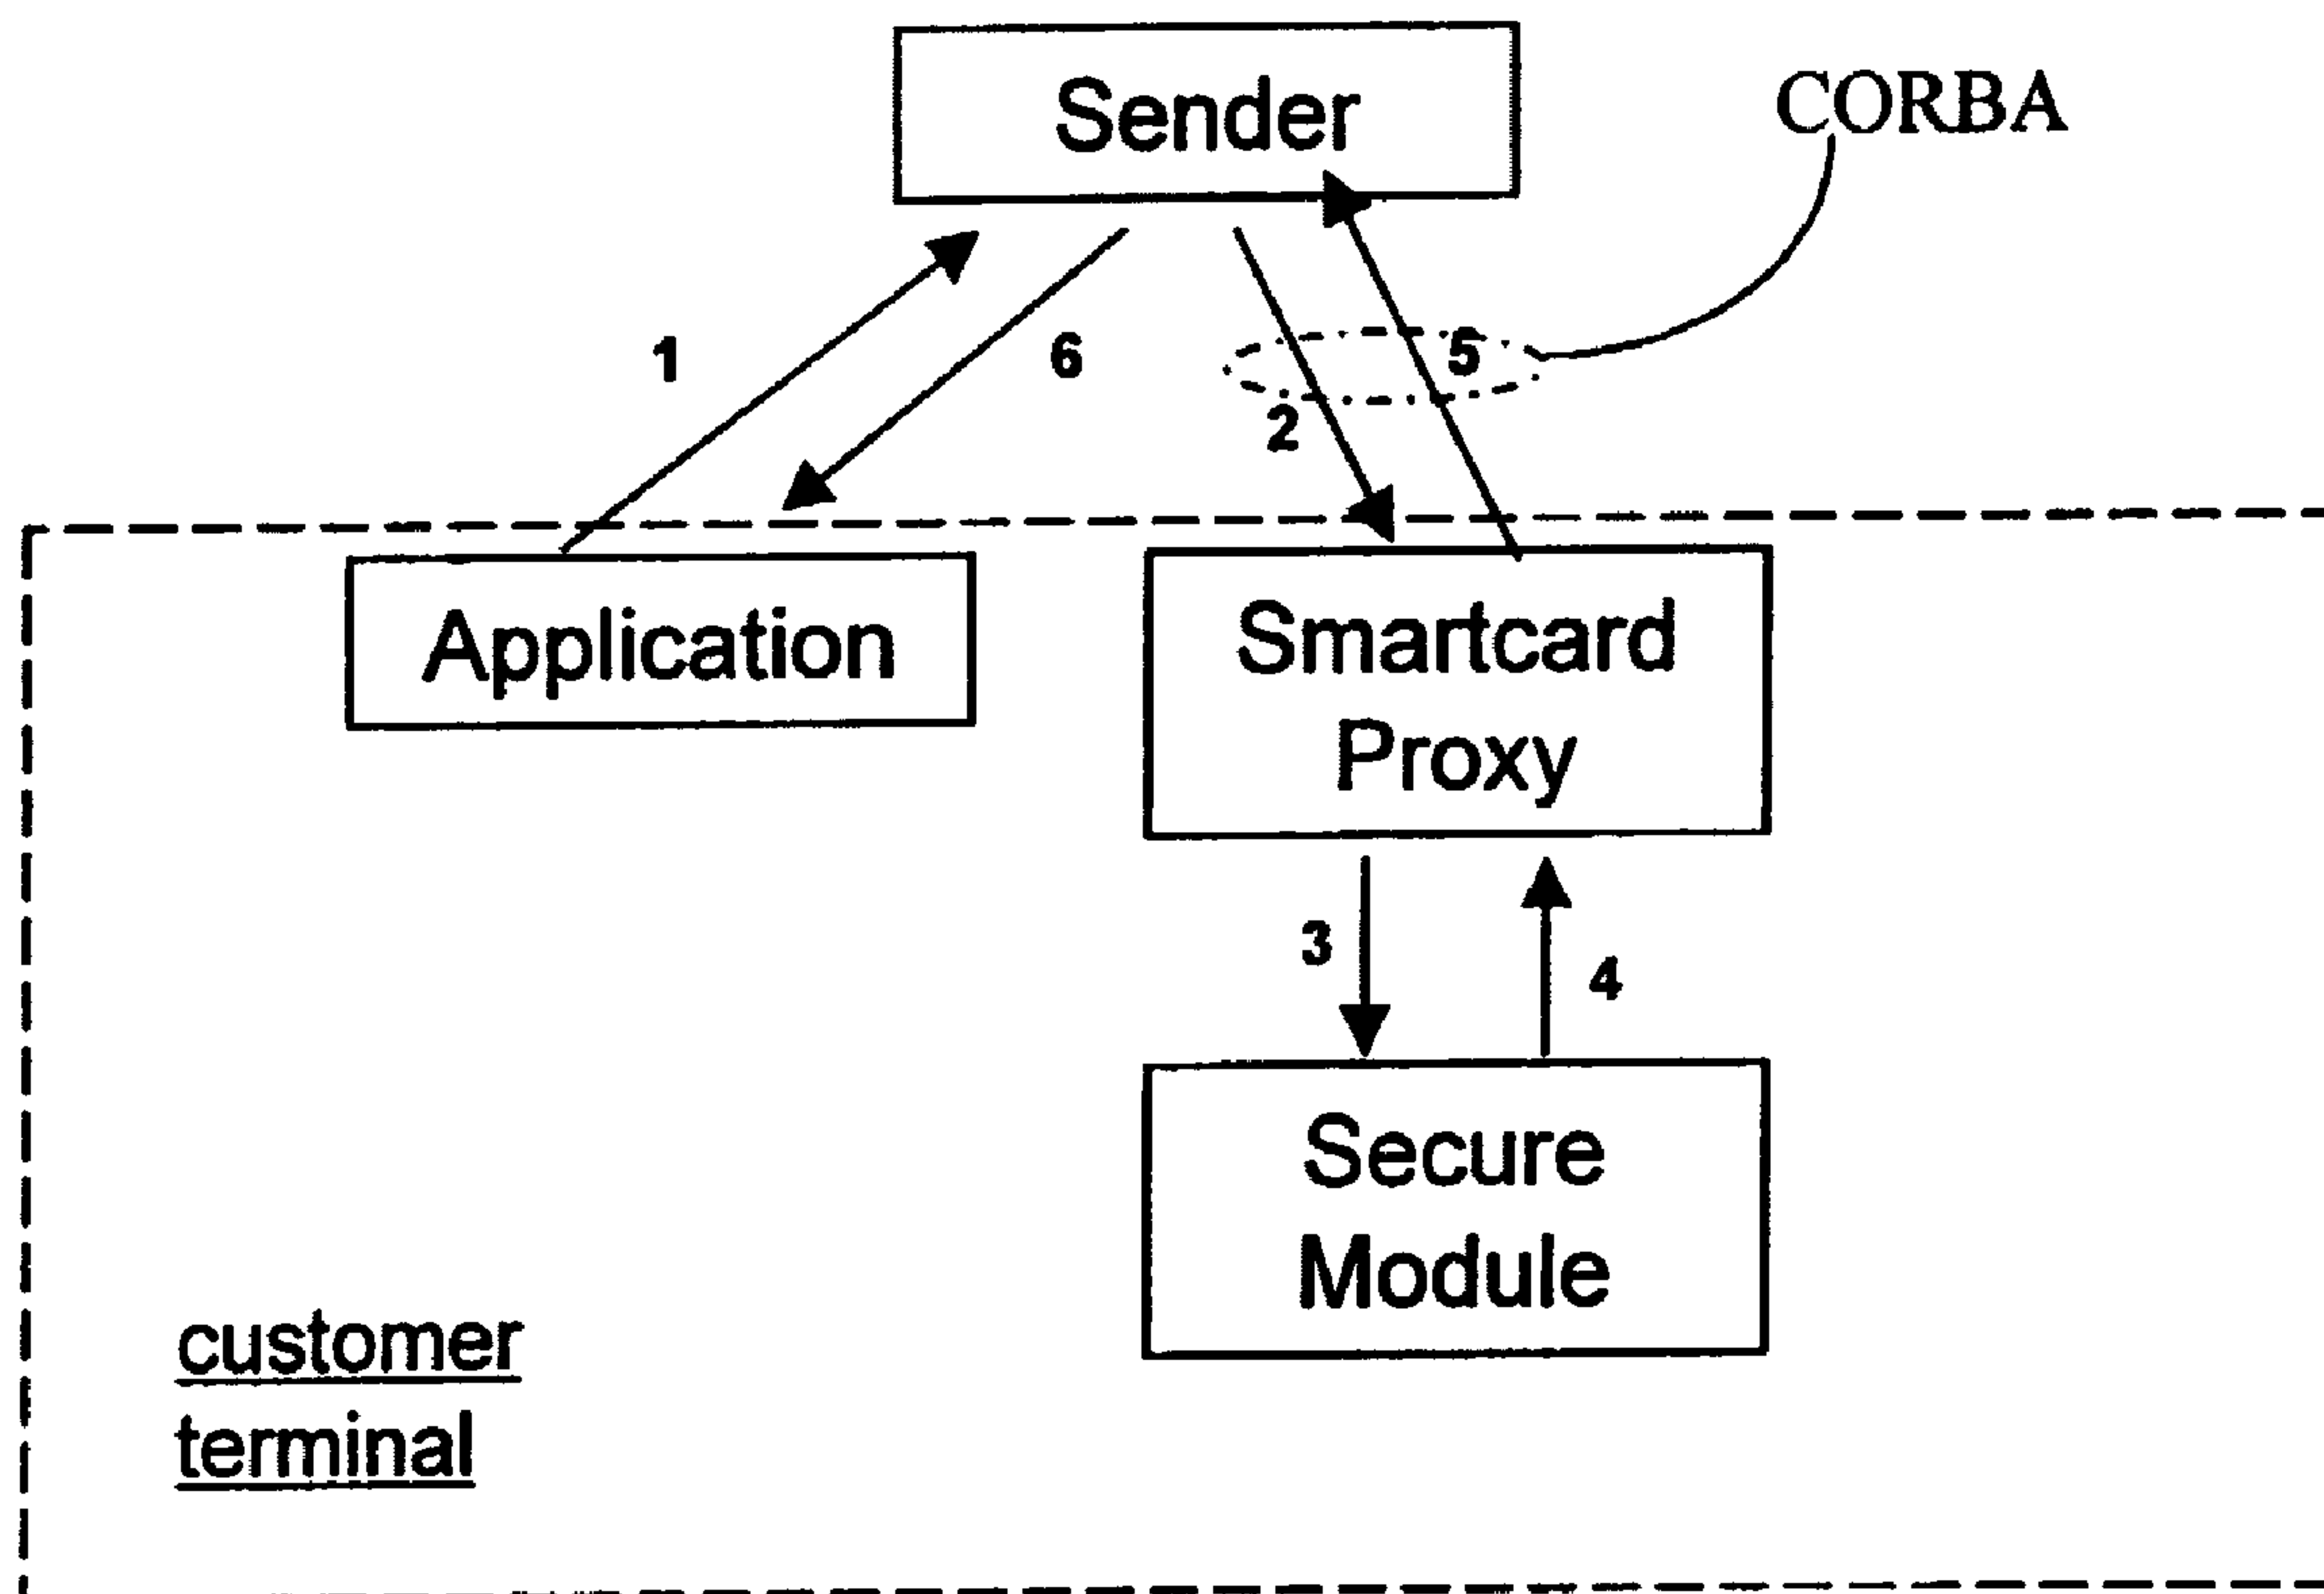 Sender
CORBA
1
6
5
2
Application
Smartcard
Proxy
3
4
Secure
Module
customer
terminal